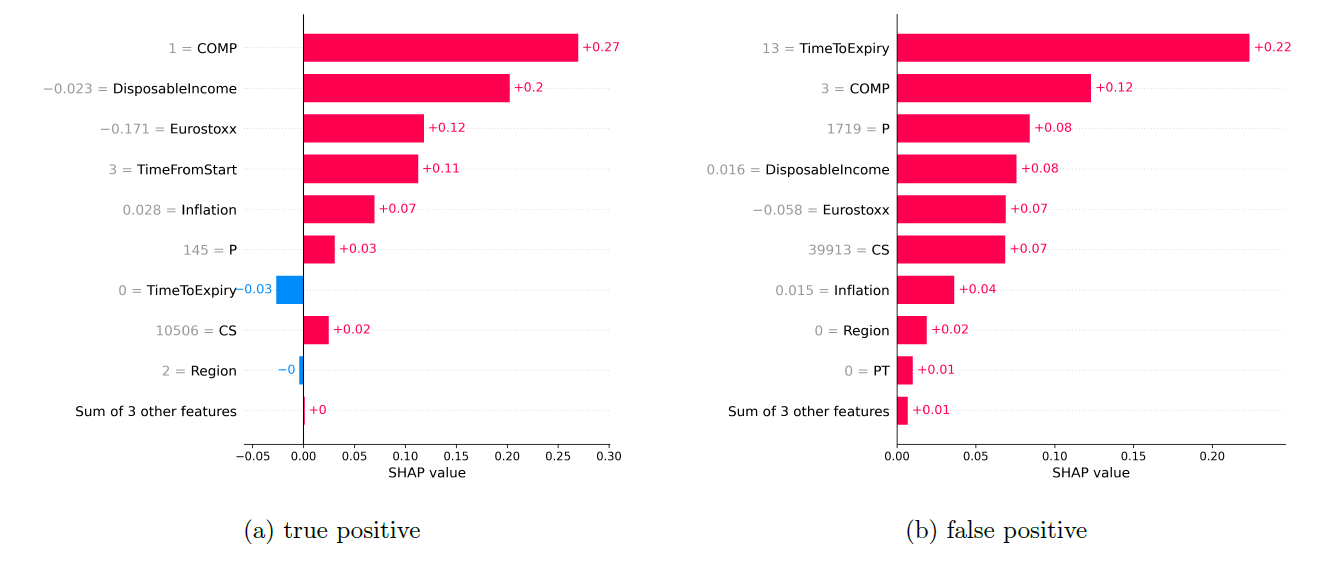 1 = COMP +0.27
−0.023 = DisposableIncome +0.2
−0.171 = Eurostoxx +0.12
3 = TimeFromStart +0.11
0.028 = Inflation +0.07
145 = P +0.03
0 = TimeToExpiry −0.03
10506 = CS +0.02
2 = Region −0
Sum of 3 other features +0
−0.05 0.00 0.05 0.10 0.15 0.20 0.25 0.30
SHAP value
(a) true positive
13 = TimeToExpiry +0.22
3 = COMP +0.12
1719 = P +0.08
0.016 = DisposableIncome +0.08
−0.058 = Eurostoxx +0.07
39913 = CS +0.07
0.015 = Inflation +0.04
0 = Region +0.02
0 = PT +0.01
Sum of 3 other features +0.01
0.00 0.05 0.10 0.15 0.20
SHAP value
(b) false positive